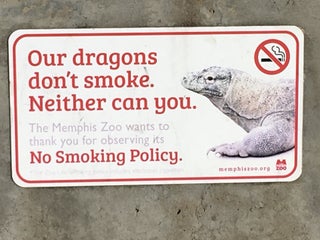 Our dragons
don't smoke.
Neither can you.
The Memphis Zoo wants to
thank you for observing its
No Smoking Policy.
memphiszoo.org
ZOO